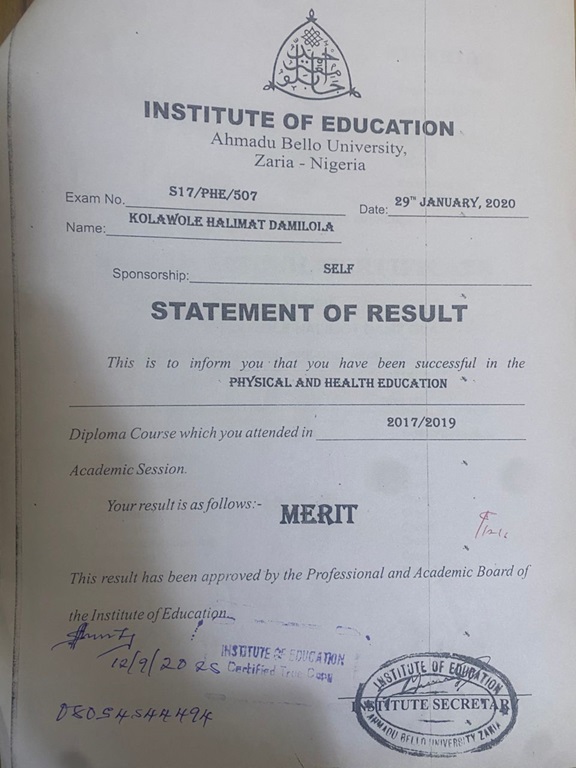 INSTITUTE OF EDUCATION
Ahmadu Bello University,
Zaria - Nigeria
Exam No. S17/PHE/507
Date: 29TH JANUARY, 2020
Name: KOLAWOLE HALIMAT DAMILOLA
Sponsorship: SELF
STATEMENT OF RESULT
This is to inform you that you have been successful in the
PHYSICAL AND HEALTH EDUCATION
Diploma Course which you attended in 2017/2019
Academic Session.
Your result is as follows:- MERIT
This result has been approved by the Professional and Academic Board of
the Institute of Education.
12/9/2025
INSTITUTE OF EDUCATION
Certified True Copy
08054544494
INSTITUTE OF EDUCATION
INSTITUTE SECRETARY
AHMADU BELLO UNIVERSITY ZARIA